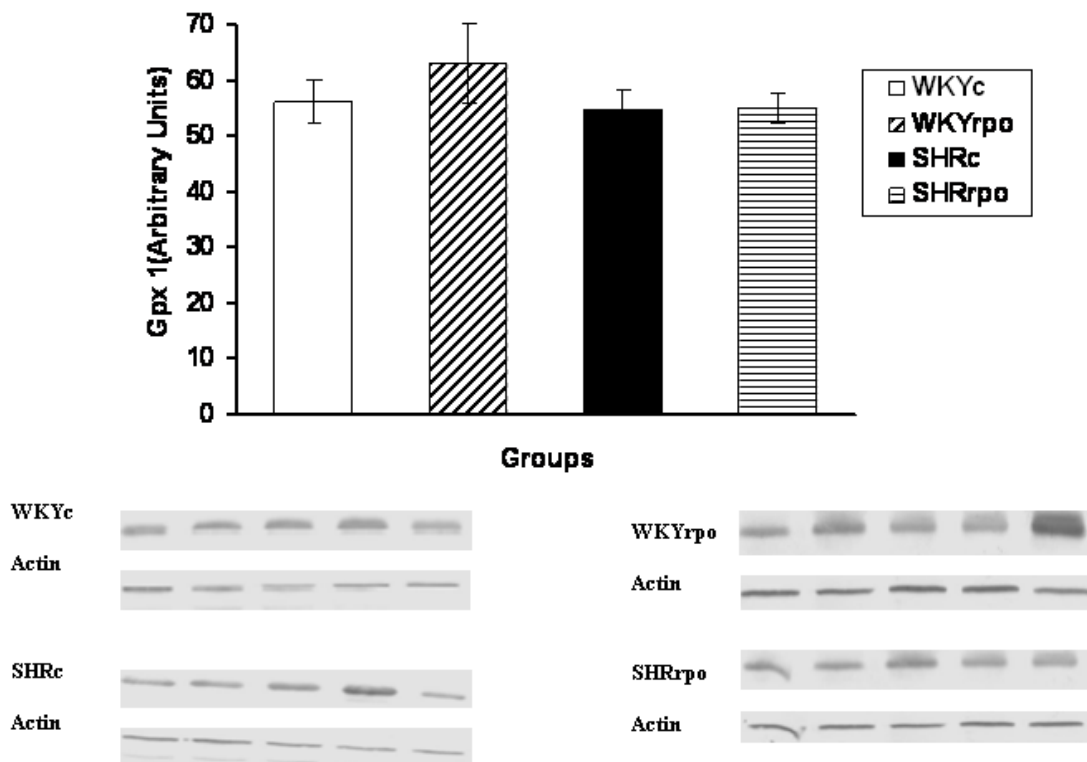 70
60
50
40
30
20
10
0
Gpx 1(Arbitrary Units)
Groups
WKYc
WKYrpo
SHRc
SHRrpo
WKYc
Actin
WKYrpo
Actin
SHRc
Actin
SHRrpo
Actin